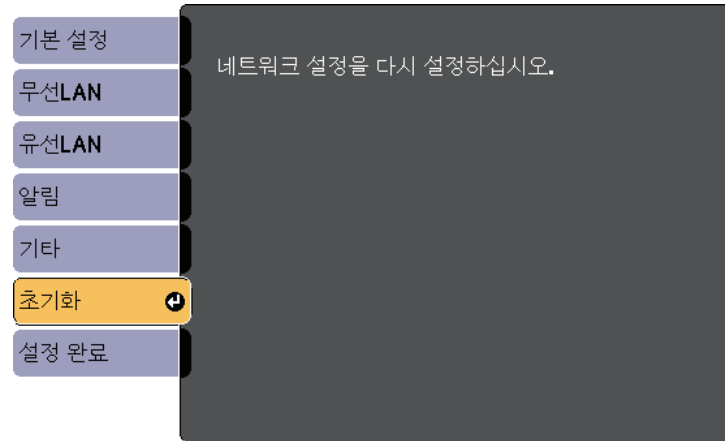 기본 설정
무선LAN
유선LAN
알림
기타
초기화
설정 완료
네트워크 설정을 다시 설정하십시오.